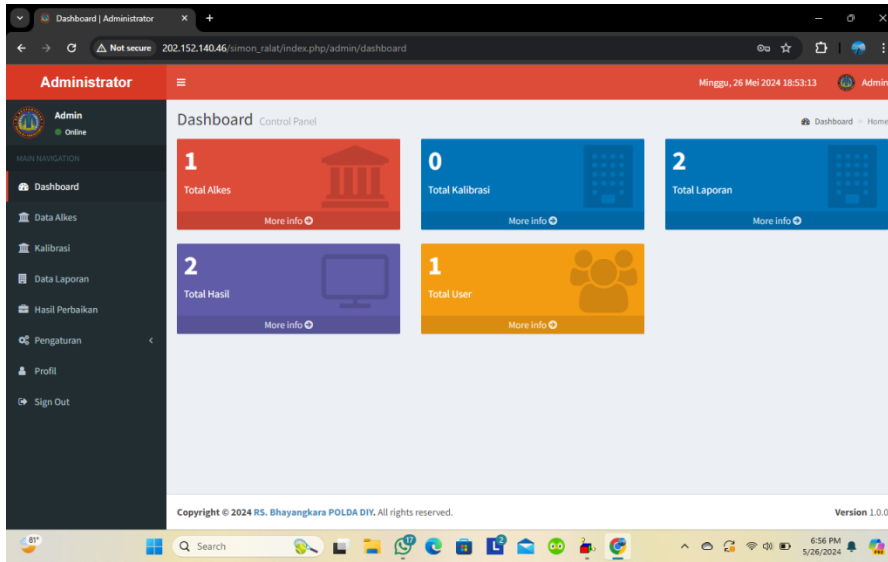 Dashboard | Administrator
Not secure 202.152.140.46/simon_ralat/index.php/admin/dashboard
Administrator
Minggu, 26 Mei 2024 18:53:13 Admin
Admin
Online
MAIN NAVIGATION
Dashboard
Data Alkes
Kalibrasi
Data Laporan
Hasil Perbaikan
Pengaturan
Profil
Sign Out
Dashboard Control Panel
Dashboard > Home
1
Total Alkes
More info
0
Total Kalibrasi
More info
2
Total Laporan
More info
2
Total Hasil
More info
1
Total User
More info
Copyright © 2024 RS. Bhayangkara POLDA DIY. All rights reserved.
Version 1.0.0
81°
Search
6:56 PM
5/26/2024